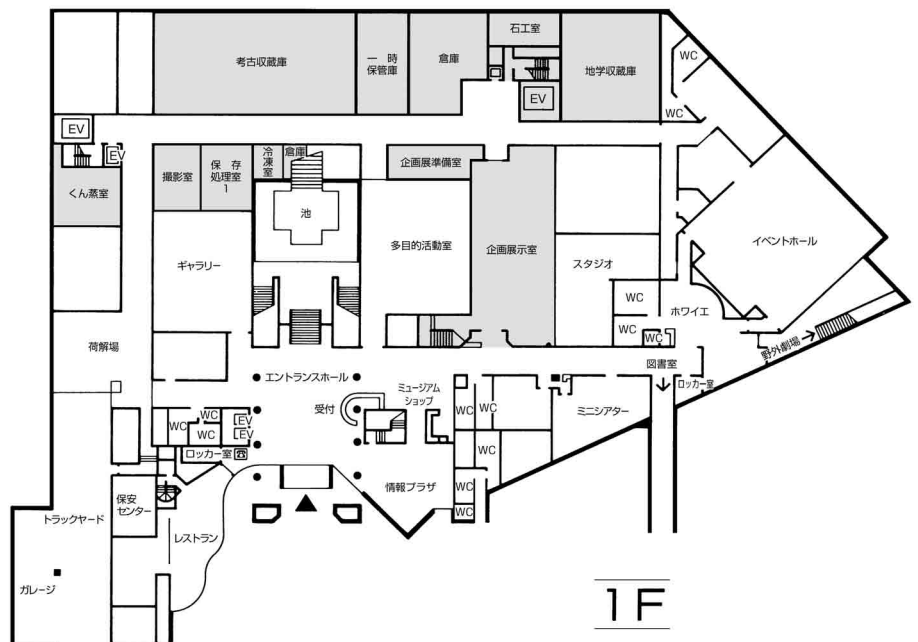 石工室
考古収蔵庫
一 時
保管庫
倉庫
地学収蔵庫
WC
EV
WC
EV
EV
くん蒸室
撮影室
保 存
処理室
1
冷凍室
倉庫
企画展準備室
池
ギャラリー
多目的活動室
企画展示室
スタジオ
イベントホール
WC
ホワイエ
WC
WC
野外劇場
荷解場
エントランスホール
図書室
ロッカー室
ミュージアム
ショップ
受付
ミニシアター
WC
WC
WC
EV
EV
WC
WC
WC
ロッカー室
情報プラザ
WC
WC
保安
センター
トラックヤード
レストラン
ガレージ
1F